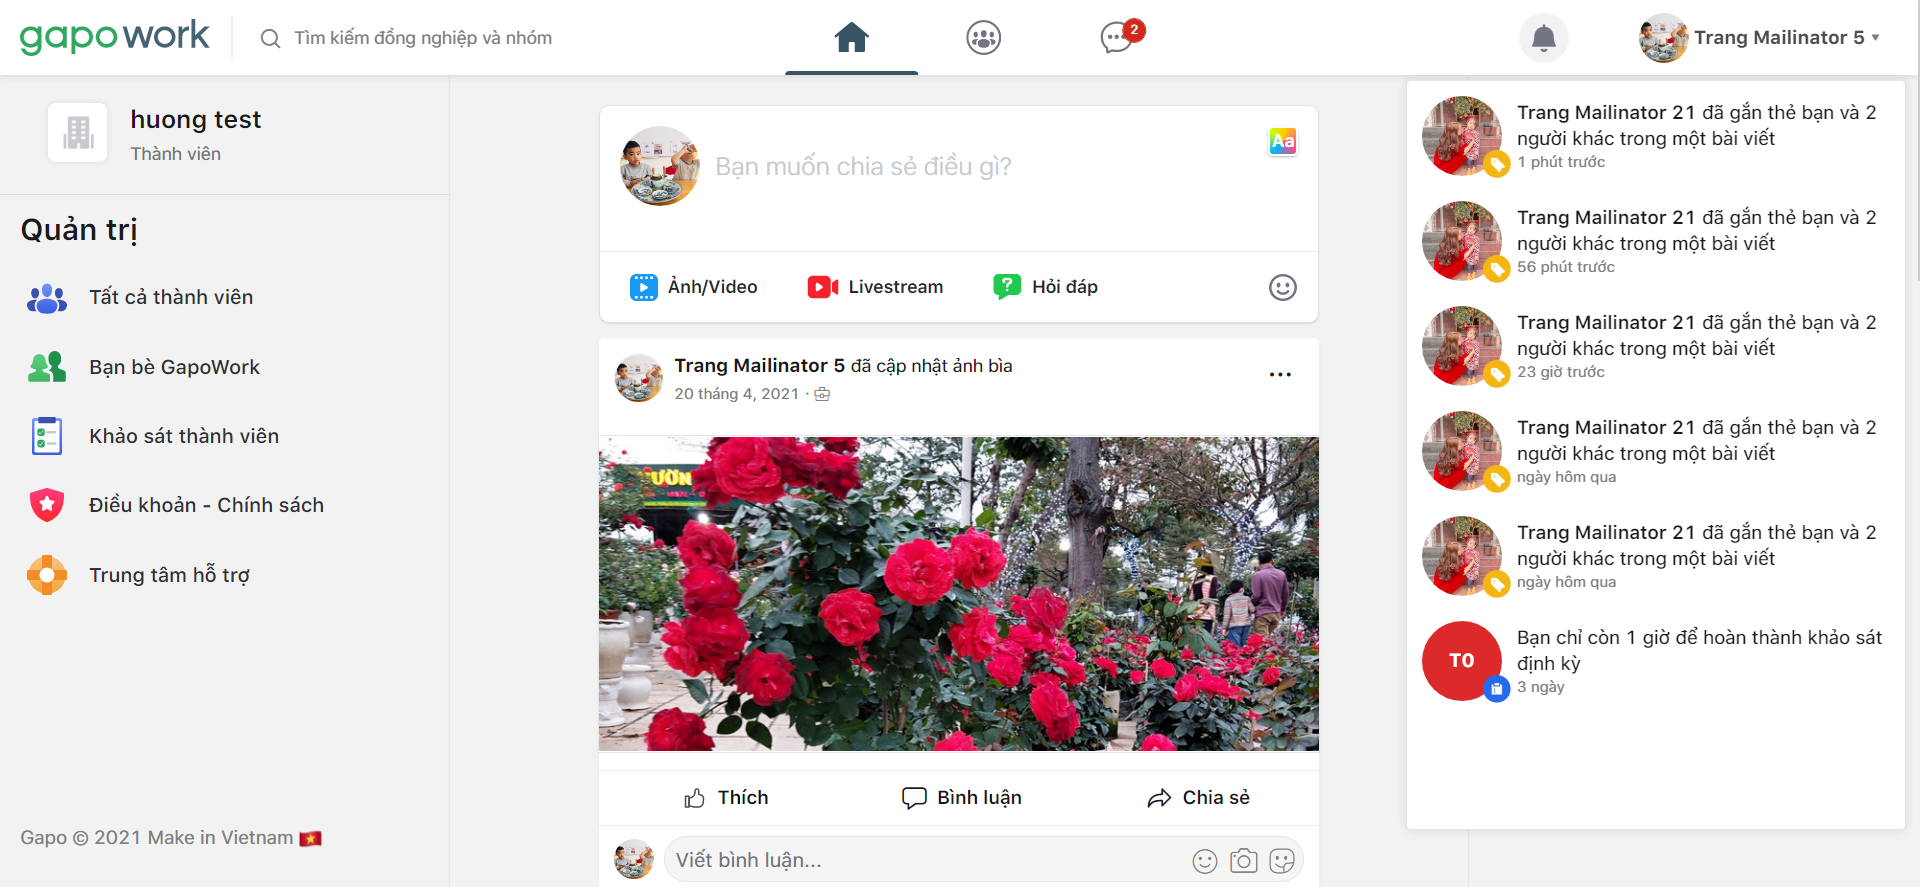 gapowork
Tìm kiếm đồng nghiệp và nhóm
2
Trang Mailinator 5
huong test
Thành viên
Quản trị
Tất cả thành viên
Bạn bè GapoWork
Khảo sát thành viên
Điều khoản - Chính sách
Trung tâm hỗ trợ
Gapo © 2021 Make in Vietnam
Bạn muốn chia sẻ điều gì?
Aa
Ảnh/Video
Livestream
Hỏi đáp
Trang Mailinator 5 đã cập nhật ảnh bìa
20 tháng 4, 2021 ·
ƯỜN
Thích
Bình luận
Chia sẻ
Viết bình luận...
Trang Mailinator 21 đã gắn thẻ bạn và 2
người khác trong một bài viết
1 phút trước
Trang Mailinator 21 đã gắn thẻ bạn và 2
người khác trong một bài viết
56 phút trước
Trang Mailinator 21 đã gắn thẻ bạn và 2
người khác trong một bài viết
23 giờ trước
Trang Mailinator 21 đã gắn thẻ bạn và 2
người khác trong một bài viết
ngày hôm qua
Trang Mailinator 21 đã gắn thẻ bạn và 2
người khác trong một bài viết
ngày hôm qua
T0
Bạn chỉ còn 1 giờ để hoàn thành khảo sát
định kỳ
3 ngày